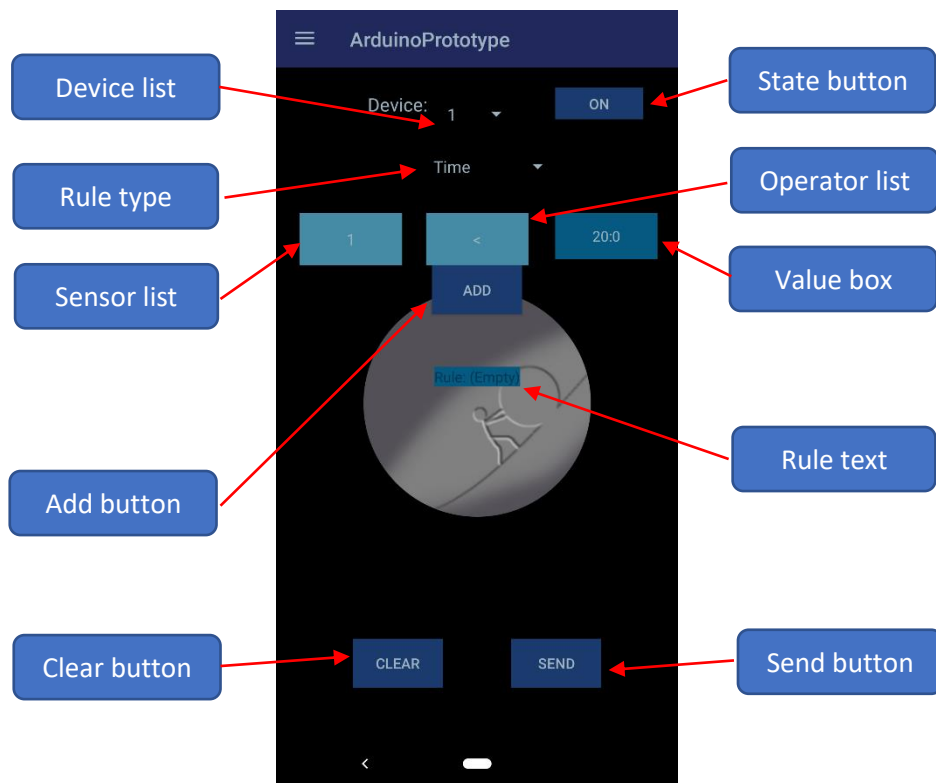 ArduinoPrototype
Device list
State button
Device:
1
ON
Rule type
Time
Operator list
Sensor list
1
<
20:0
Value box
ADD
Rule: (Empty)
Add button
Rule text
Clear button
CLEAR
SEND
Send button